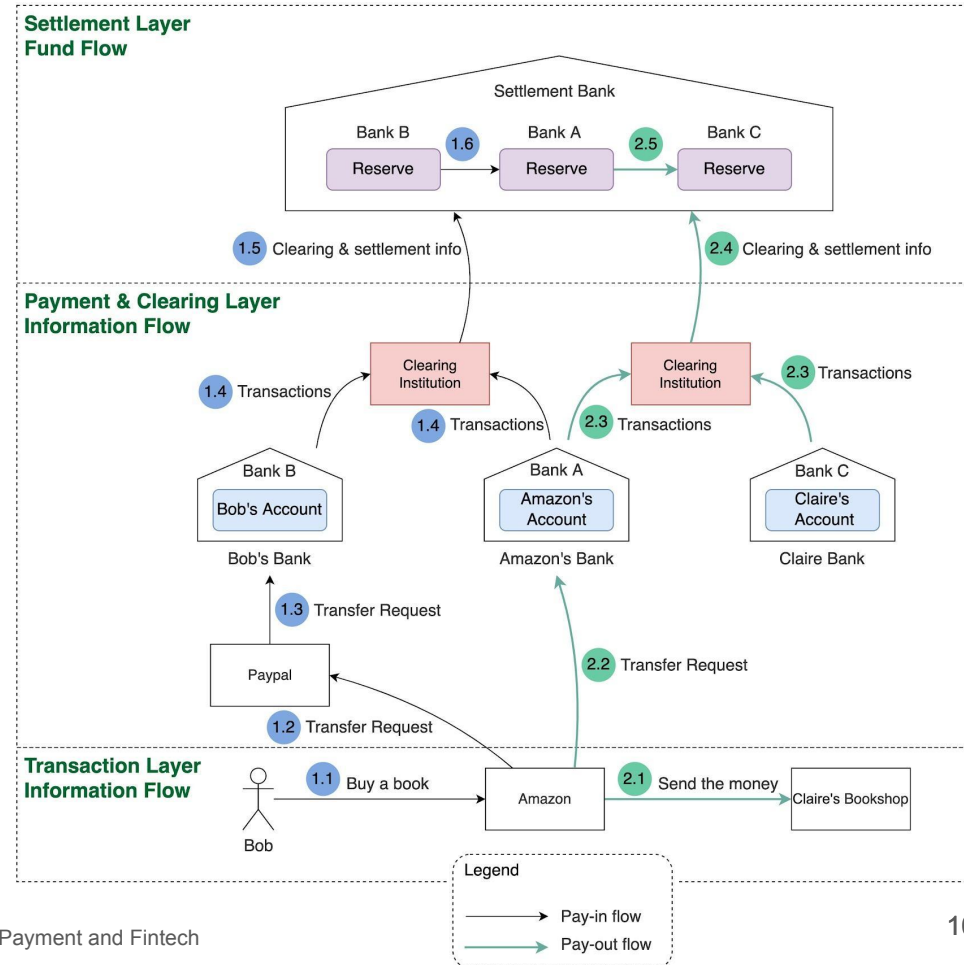 Settlement Layer
Fund Flow
Settlement Bank
Bank B
1.6
Bank A
2.5
Bank C
Reserve
Reserve
Reserve
1.5 Clearing & settlement info
2.4 Clearing & settlement info
Payment & Clearing Layer
Information Flow
Clearing
Institution
Clearing
Institution
1.4 Transactions
1.4 Transactions
2.3 Transactions
2.3 Transactions
Bank B
Bob's Account
Bob's Bank
Bank A
Amazon's
Account
Amazon's Bank
Bank C
Claire's
Account
Claire Bank
1.3 Transfer Request
Paypal
2.2 Transfer Request
1.2 Transfer Request
Transaction Layer
Information Flow
Bob
1.1 Buy a book
Amazon
2.1 Send the money
Claire's Bookshop
Legend
Pay-in flow
Pay-out flow
Payment and Fintech